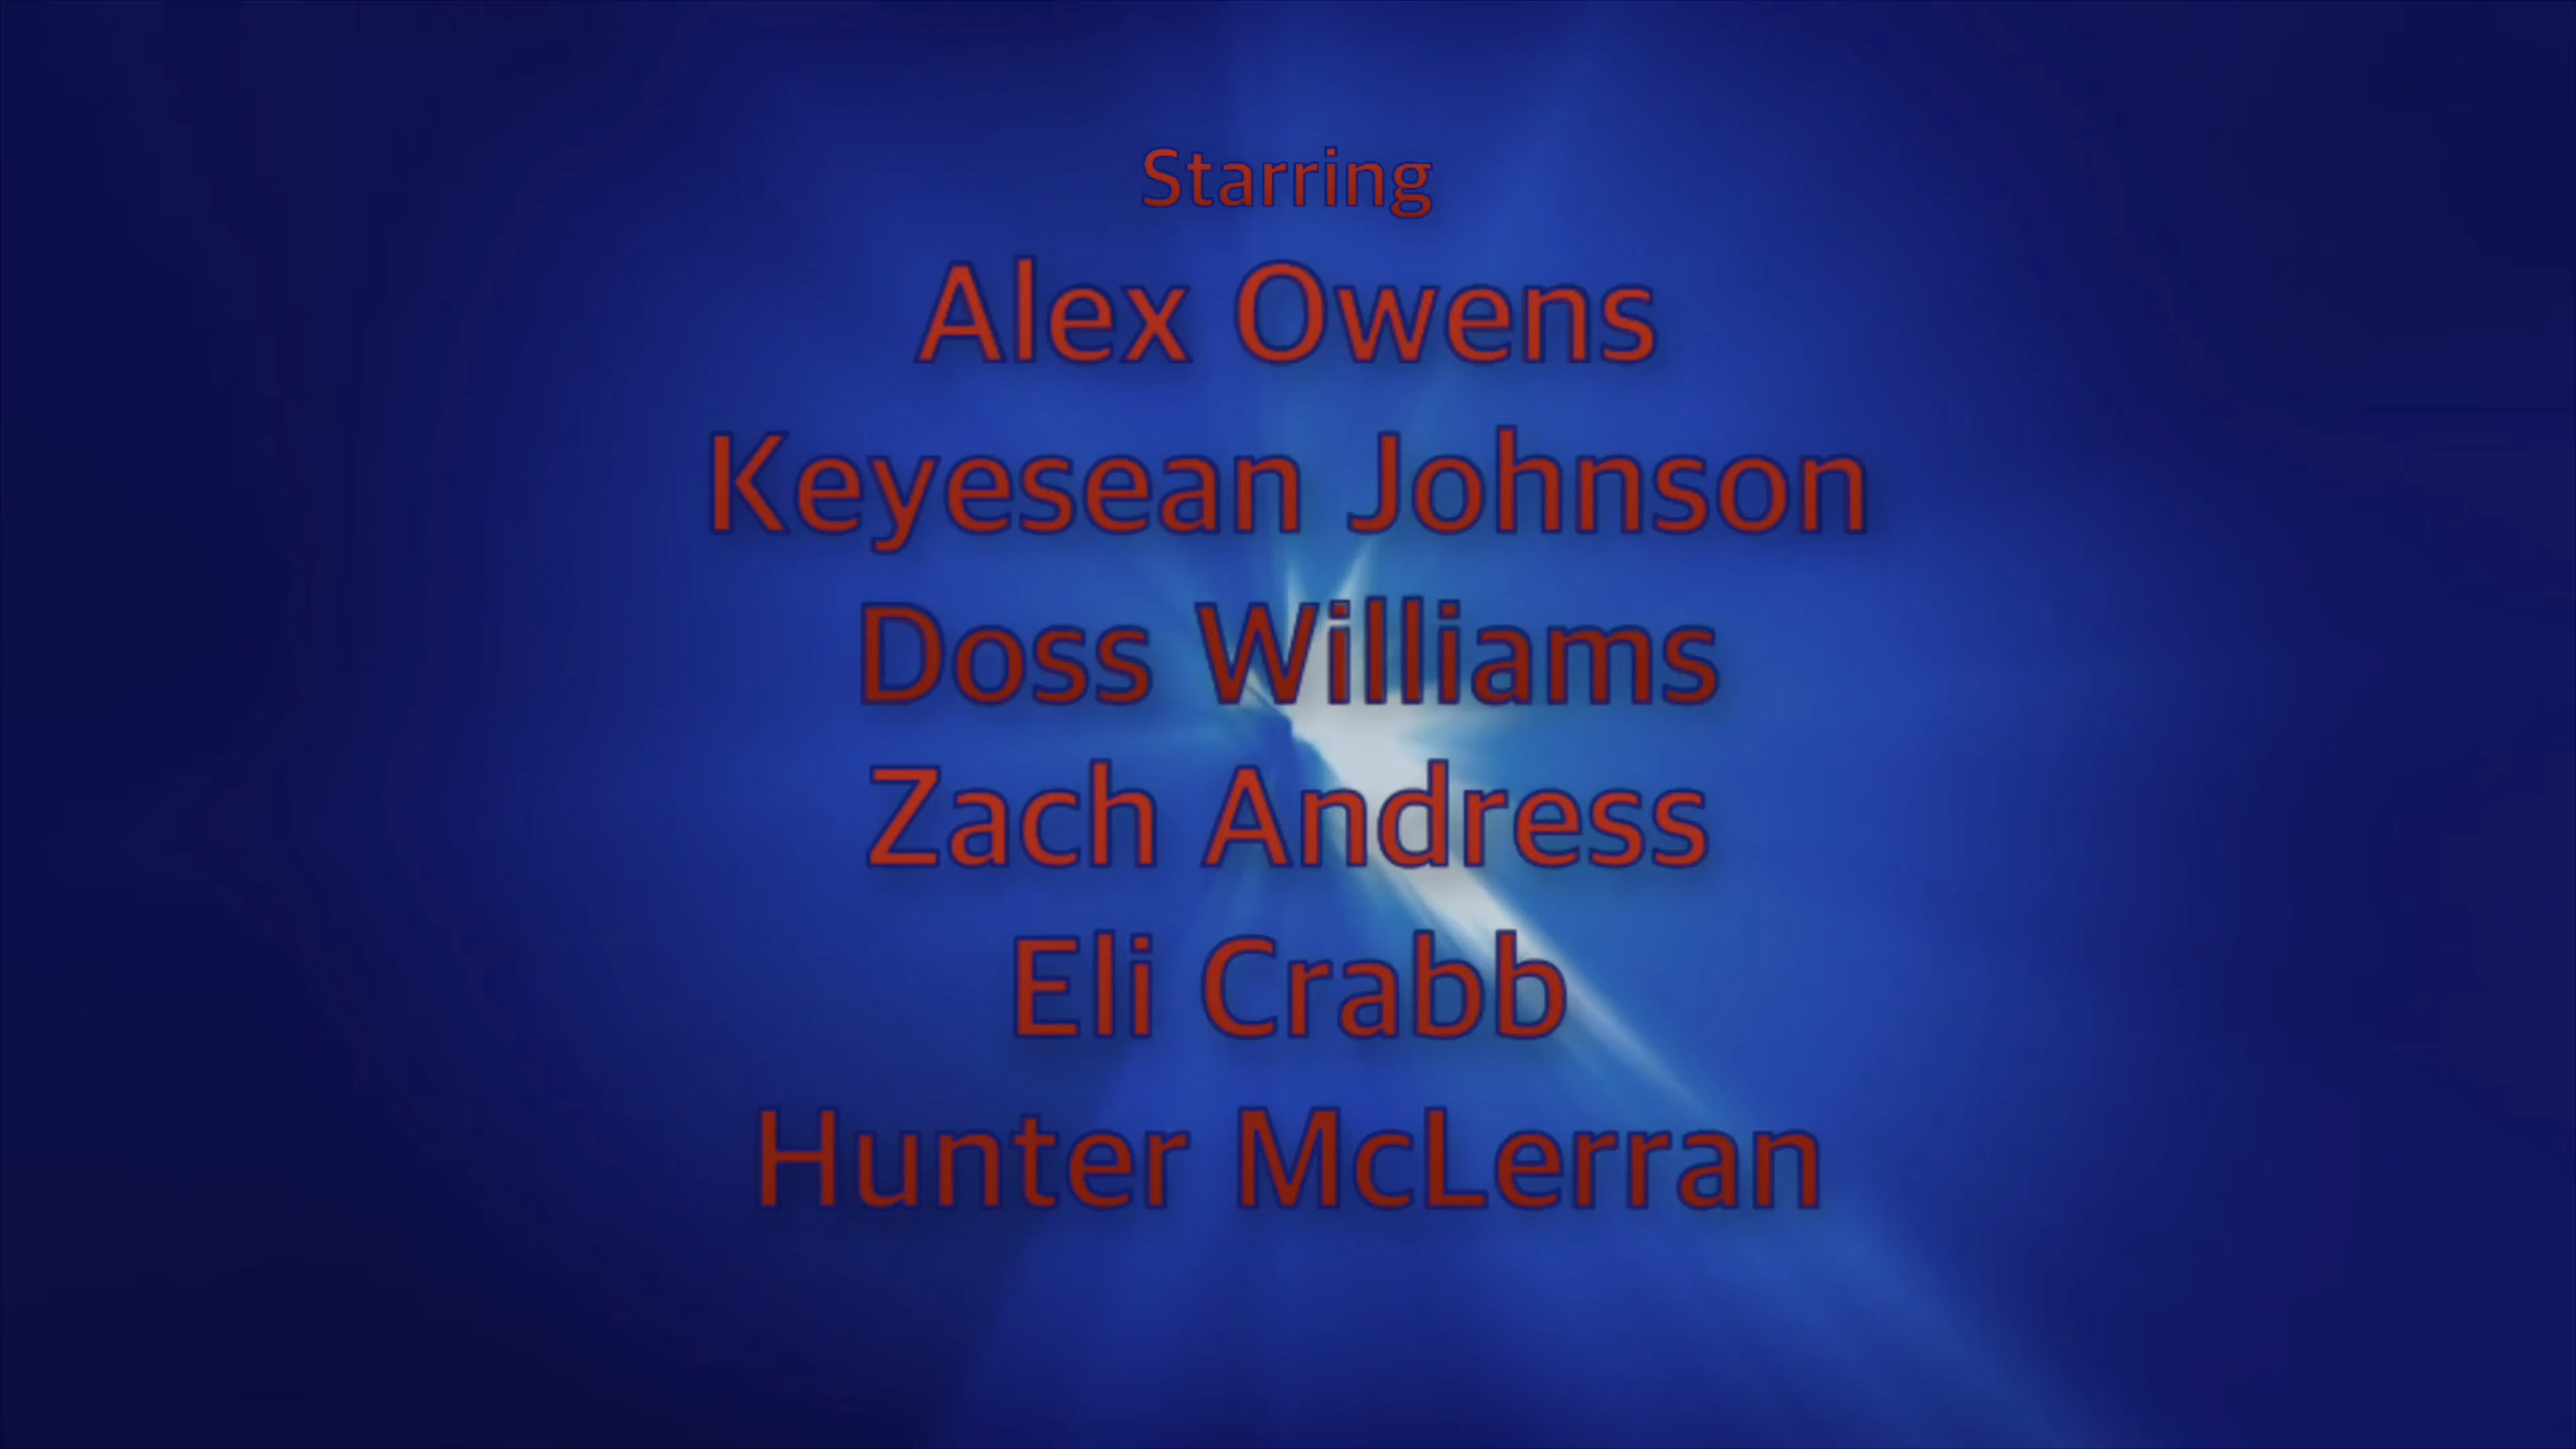 Starring
Alex Owens
Keyesean Johnson
Doss Williams
Zach Andress
Eli Crabb
Hunter McLerran